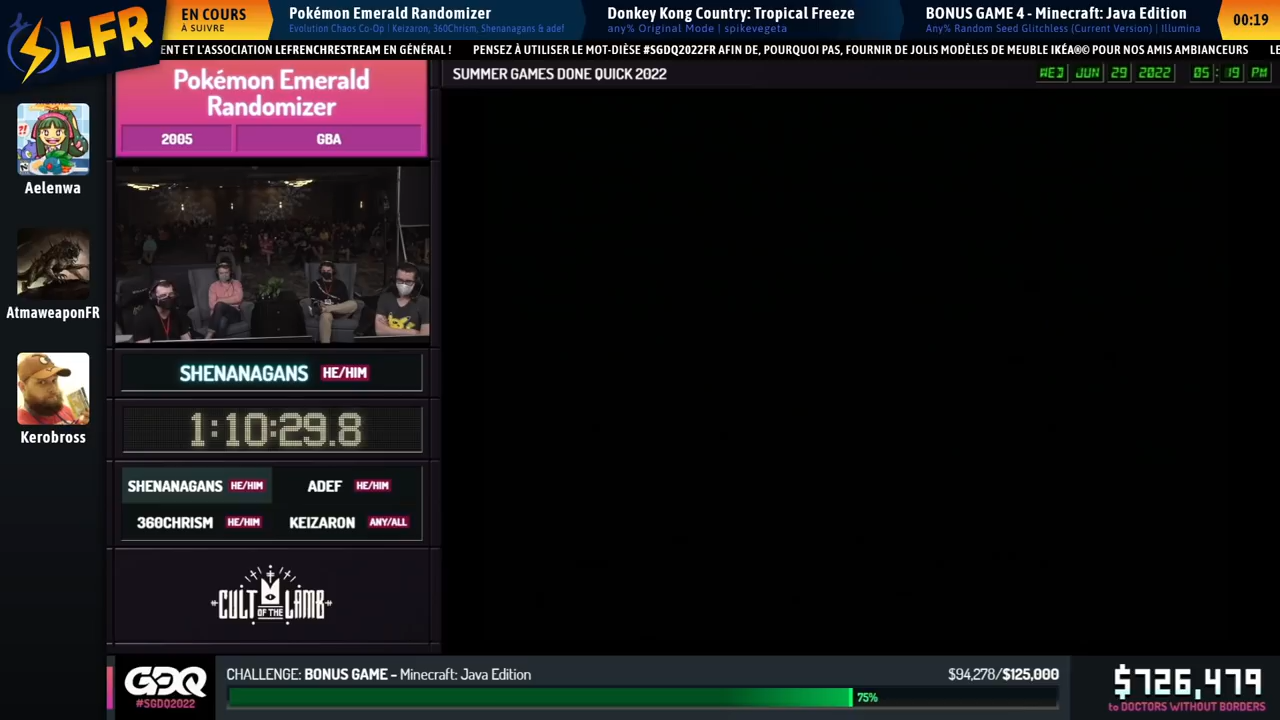 LFR
EN COURS
À SUIVRE
Pokémon Emerald Randomizer
Evolution Chaos Co-Op | Keizaron, 360Chrism, Shenanagans & adef
Donkey Kong Country: Tropical Freeze
any% Original Mode | spikevegeta
BONUS GAME 4 - Minecraft: Java Edition
Any% Random Seed Glitchless (Current Version) | Illumina
00:19
ENT ET L'ASSOCIATION LEFRENCHRESTREAM EN GÉNÉRAL ! PENSEZ À UTILISER LE MOT-DIÈSE #SGDQ2022FR AFIN DE, POURQUOI PAS, FOURNIR DE JOLIS MODÈLES DE MEUBLE IKÉA®© POUR NOS AMIS AMBIANCEURS LE
Pokémon Emerald
Randomizer
2005
GBA
SUMMER GAMES DONE QUICK 2022
WED JUN 29 2022 05:19 PM
Aelenwa
AtmaweaponFR
Kerobross
SHENANAGANS HE/HIM
1:10:29.8
SHENANAGANS HE/HIM
ADEF HE/HIM
360CHRISM HE/HIM
KEIZARON ANY/ALL
CULT OF THE LAMB
GDQ
#SGDQ2022
CHALLENGE: BONUS GAME - Minecraft: Java Edition
$94,278/$125,000
75%
$726,479
to DOCTORS WITHOUT BORDERS